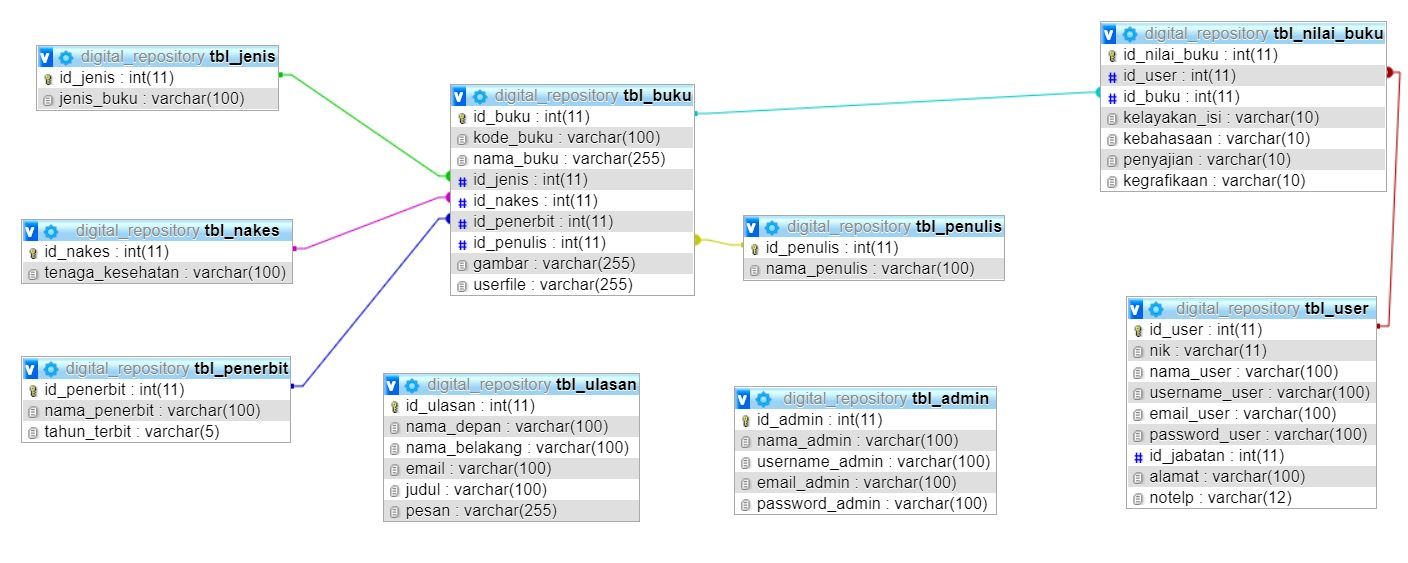 digital_repository tbl_jenis
id_jenis : int(11)
jenis_buku : varchar(100)
digital_repository tbl_nakes
id_nakes : int(11)
tenaga_kesehatan : varchar(100)
digital_repository tbl_penerbit
id_penerbit : int(11)
nama_penerbit : varchar(100)
tahun_terbit : varchar(5)
digital_repository tbl_buku
id_buku : int(11)
kode_buku : varchar(100)
nama_buku : varchar(255)
id_jenis : int(11)
id_nakes : int(11)
id_penerbit : int(11)
id_penulis : int(11)
gambar : varchar(255)
userfile : varchar(255)
digital_repository tbl_ulasan
id_ulasan : int(11)
nama_depan : varchar(100)
nama_belakang : varchar(100)
email : varchar(100)
judul : varchar(100)
pesan : varchar(255)
digital_repository tbl_penulis
id_penulis : int(11)
nama_penulis : varchar(100)
digital_repository tbl_admin
id_admin : int(11)
nama_admin : varchar(100)
username_admin : varchar(100)
email_admin : varchar(100)
password_admin : varchar(100)
digital_repository tbl_nilai_buku
id_nilai_buku : int(11)
id_user : int(11)
id_buku : int(11)
kelayakan_isi : varchar(10)
kebahasaan : varchar(10)
penyajian : varchar(10)
kegrafikaan : varchar(10)
digital_repository tbl_user
id_user : int(11)
nik : varchar(11)
nama_user : varchar(100)
username_user : varchar(100)
email_user : varchar(100)
password_user : varchar(100)
id_jabatan : int(11)
alamat : varchar(100)
notelp : varchar(12)